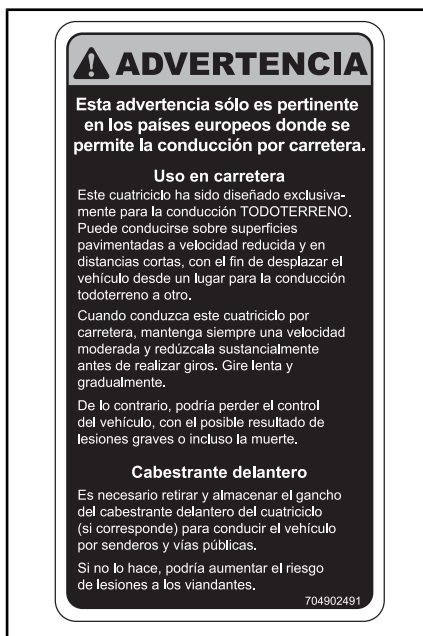 ADVERTENCIA
Esta advertencia sólo es pertinente
en los países europeos donde se
permite la conducción por carretera.
Uso en carretera
Este cuatriciclo ha sido diseñado exclusiva-
mente para la conducción TODOTERRENO.
Puede conducirse sobre superficies
pavimentadas a velocidad reducida y en
distancias cortas, con el fin de desplazar el
vehículo desde un lugar para la conducción
todoterreno a otro.
Cuando conduzca este cuatriciclo por
carretera, mantenga siempre una velocidad
moderada y redúzcala sustancialmente
antes de realizar giros. Gire lenta y
gradualmente.
De lo contrario, podría perder el control
del vehículo, con el posible resultado de
lesiones graves o incluso la muerte.
Cabestrante delantero
Es necesario retirar y almacenar el gancho
del cabestrante delantero del cuatriciclo
(si corresponde) para conducir el vehículo
por senderos y vías públicas.
Si no lo hace, podría aumentar el riesgo
de lesiones a los viandantes.
704902491